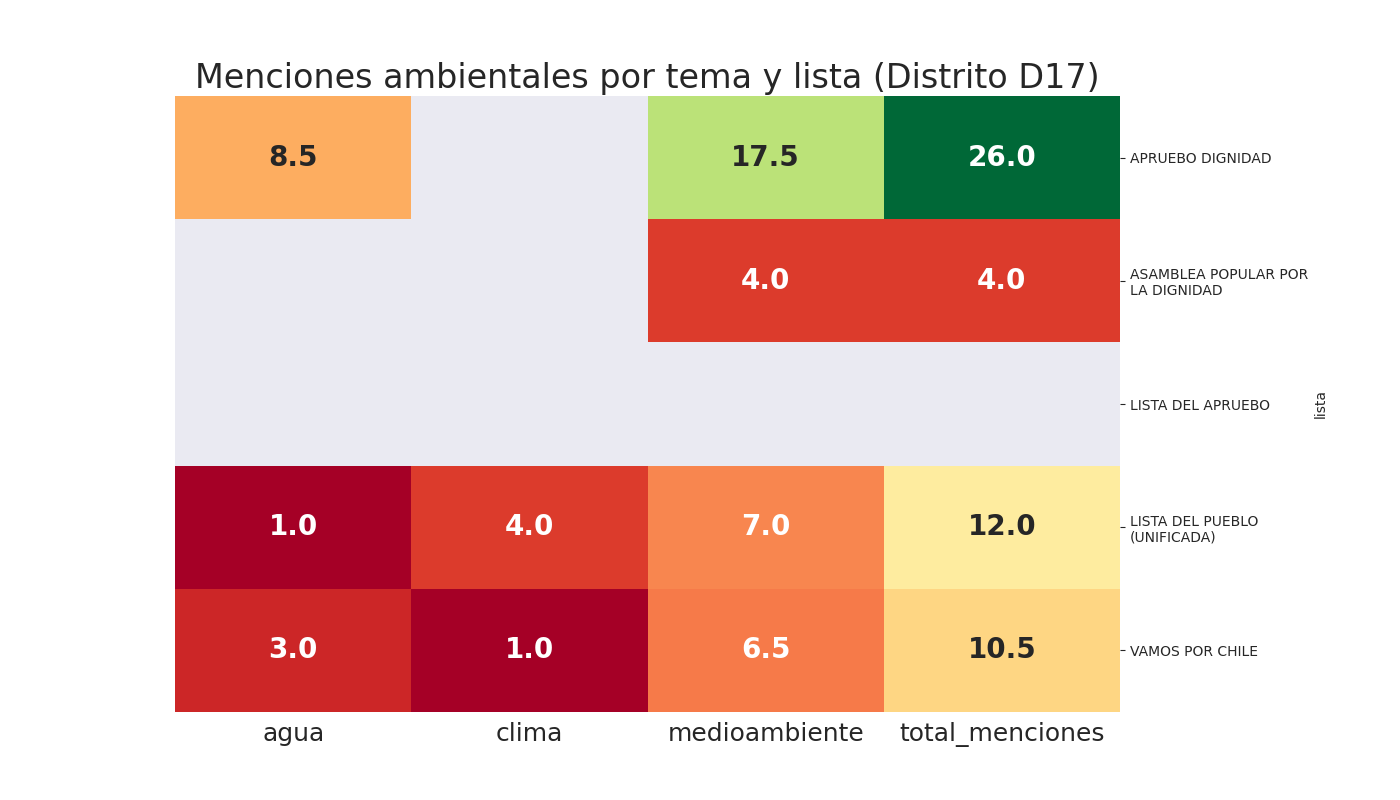 Menciones ambientales por tema y lista (Distrito D17)
8.5 17.5 26.0 APRUEBO DIGNIDAD
4.0 4.0 ASAMBLEA POPULAR POR
LA DIGNIDAD
LISTA DEL APRUEBO
lista
1.0 4.0 7.0 12.0 LISTA DEL PUEBLO
(UNIFICADA)
3.0 1.0 6.5 10.5 VAMOS POR CHILE
agua clima medioambiente total_menciones